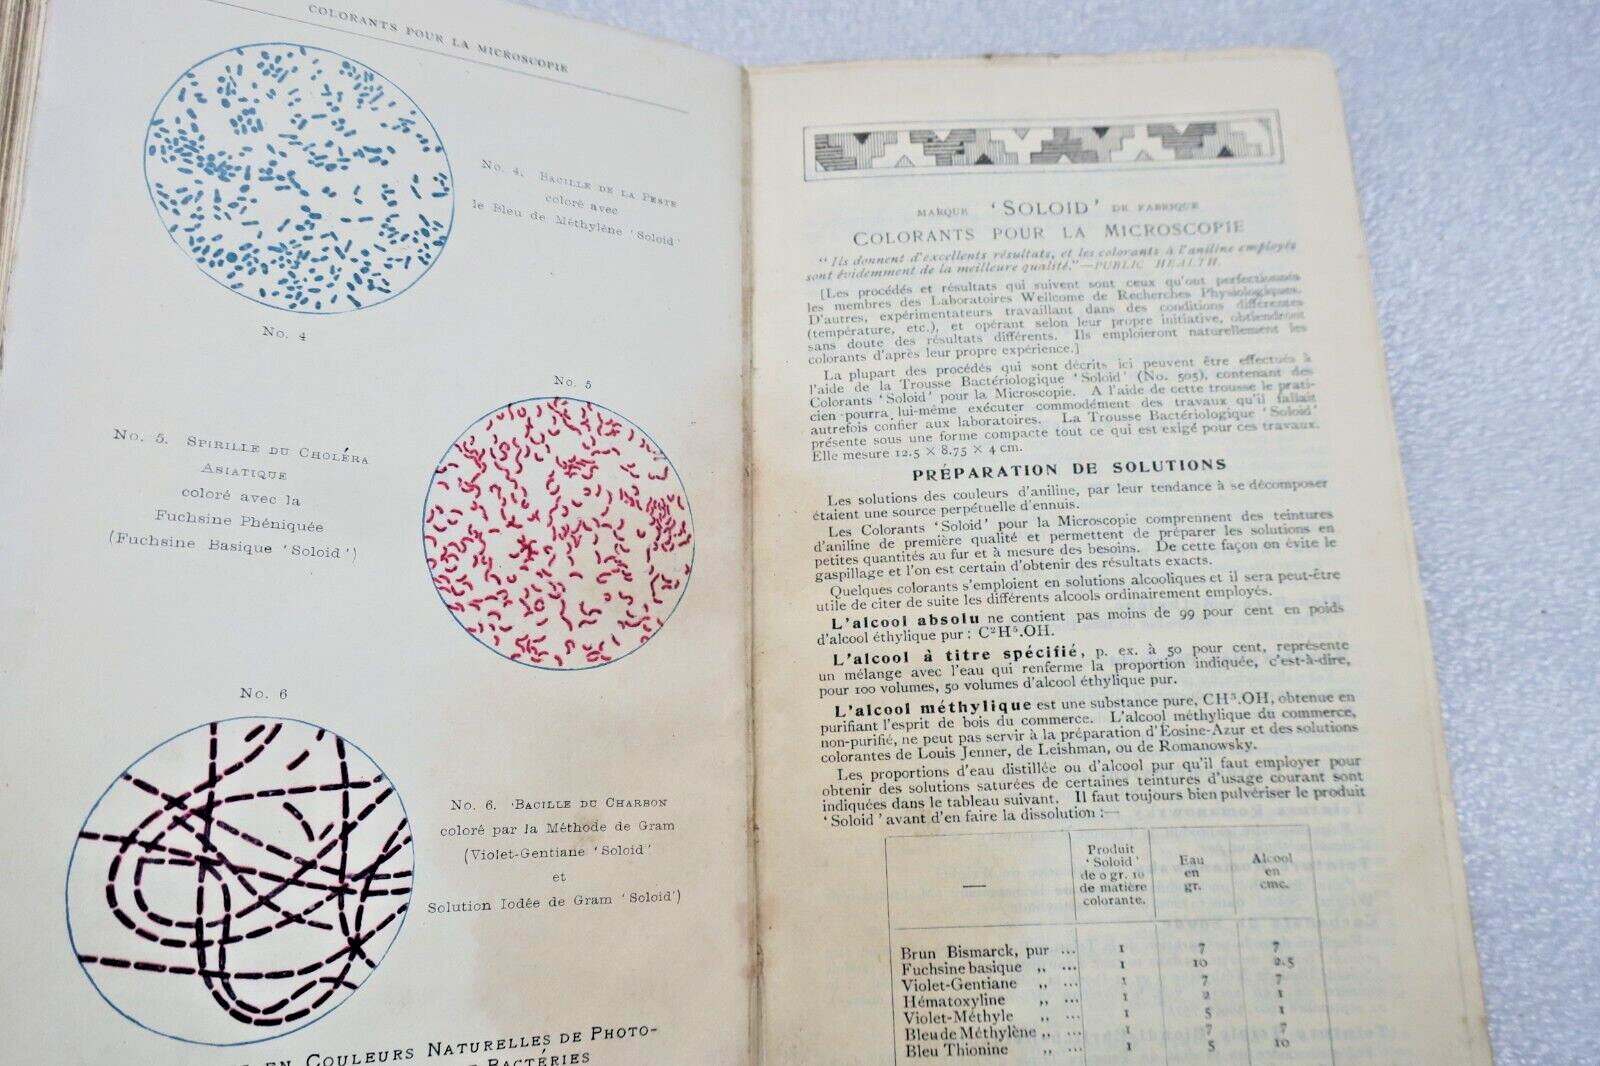 COLORANTS POUR LA MICROSCOPIE
No. 4. BACILLE DE LA PESTE
coloré avec
le Bleu de Méthylène 'Soloid'
No. 4
No. 5
No. 5. SPIRILLE DU CHOLÉRA
ASIATIQUE
coloré avec la
Fuchsine Phéniquée
(Fuchsine Basique 'Soloid')
No. 6
No. 6. BACILLE DU CHARBON
coloré par la Méthode de Gram
(Violet-Gentiane 'Soloid'
et
Solution Iodée de Gram 'Soloid')
EN COULEURS NATURELLES DE PHOTO-
BACTÉRIES
MARQUE 'SOLOID' DE FABRIQUE
COLORANTS POUR LA MICROSCOPIE
"Ils donnent d'excellents résultats, et les colorants à l'aniline employés
sont évidemment de la meilleure qualité."—PUBLIC HEALTH.
[Les procédés et résultats qui suivent sont ceux qu'ont perfectionnés
les membres des Laboratoires Wellcome de Recherches Physiologiques.
D'autres, expérimentateurs travaillant dans des conditions différentes
(température, etc.), et opérant selon leur propre initiative, obtiendront
sans doute des résultats différents. Ils emploieront naturellement les
colorants d'après leur propre expérience.]
La plupart des procédés qui sont décrits ici peuvent être effectués à
l'aide de la Trousse Bactériologique 'Soloid' (No. 505), contenant des
Colorants 'Soloid' pour la Microscopie. A l'aide de cette trousse le prati-
cien pourra lui-même exécuter commodément des travaux qu'il fallait
autrefois confier aux laboratoires. La Trousse Bactériologique 'Soloid'
présente sous une forme compacte tout ce qui est exigé pour ces travaux.
Elle mesure 12.5 × 8.75 × 4 cm.
PRÉPARATION DE SOLUTIONS
Les solutions des couleurs d'aniline, par leur tendance à se décomposer
étaient une source perpétuelle d'ennuis.
Les Colorants 'Soloid' pour la Microscopie comprennent des teintures
d'aniline de première qualité et permettent de préparer les solutions en
petites quantités au fur et à mesure des besoins. De cette façon on évite le
gaspillage et l'on est certain d'obtenir des résultats exacts.
Quelques colorants s'emploient en solutions alcooliques et il sera peut-être
utile de citer de suite les différents alcools ordinairement employés.
L'alcool absolu ne contient pas moins de 99 pour cent en poids
d'alcool éthylique pur : C²H⁵.OH.
L'alcool à titre spécifié, p. ex. à 50 pour cent, représente
un mélange avec l'eau qui renferme la proportion indiquée, c'est-à-dire,
pour 100 volumes, 50 volumes d'alcool éthylique pur.
L'alcool méthylique est une substance pure, CH³.OH, obtenue en
purifiant l'esprit de bois du commerce. L'alcool méthylique du commerce,
non-purifié, ne peut pas servir à la préparation d'Éosine-Azur et des solutions
colorantes de Louis Jenner, de Leishman, ou de Romanowsky.
Les proportions d'eau distillée ou d'alcool pur qu'il faut employer pour
obtenir des solutions saturées de certaines teintures d'usage courant sont
indiquées dans le tableau suivant. Il faut toujours bien pulvériser le produit
'Soloid' avant d'en faire la dissolution :—
— Produit 'Soloid' de 0 gr. 10 de matière colorante. Eau en gr. Alcool en cmc.
Brun Bismarck, pur ... 1 7 7
Fuchsine basique ,, ... 1 10 2.5
Violet-Gentiane ,, ... 1 7 7
Hématoxyline ,, ... 1 2 1
Violet-Méthyle ,, ... 1 5 1
Bleu de Méthylène ,, ... 1 7 7
Bleu Thionine ,, ... 1 5 10